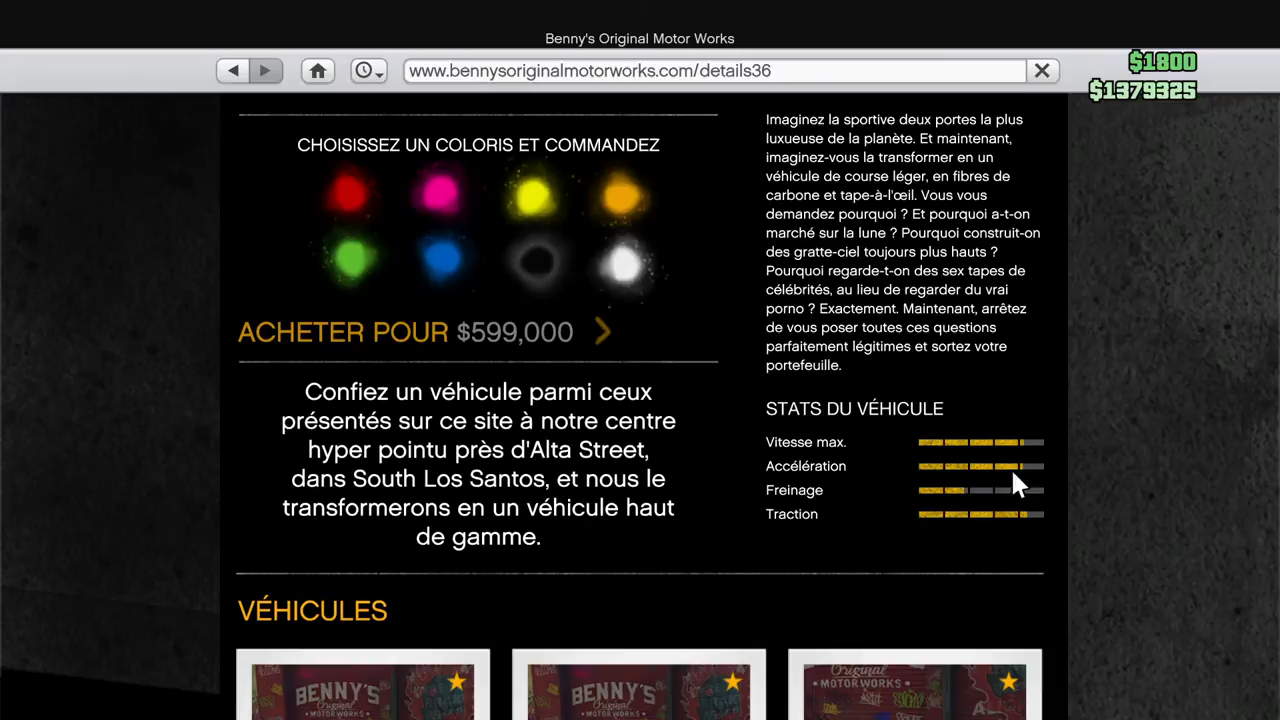 Benny's Original Motor Works
www.bennysoriginalmotorworks.com/details36
$1800
$1379325
CHOISISSEZ UN COLORIS ET COMMANDEZ
ACHETER POUR $599,000
Confiez un véhicule parmi ceux
présentés sur ce site à notre centre
hyper pointu près d'Alta Street,
dans South Los Santos, et nous le
transformerons en un véhicule haut
de gamme.
Imaginez la sportive deux portes la plus
luxueuse de la planète. Et maintenant,
imaginez-vous la transformer en un
véhicule de course léger, en fibres de
carbone et tape-à-l'œil. Vous vous
demandez pourquoi ? Et pourquoi a-t-on
marché sur la lune ? Pourquoi construit-on
des gratte-ciel toujours plus hauts ?
Pourquoi regarde-t-on des sex tapes de
célébrités, au lieu de regarder du vrai
porno ? Exactement. Maintenant, arrêtez
de vous poser toutes ces questions
parfaitement légitimes et sortez votre
portefeuille.
STATS DU VÉHICULE
Vitesse max.
Accélération
Freinage
Traction
VÉHICULES
BENNY'S
Original
MOTORWORKS
BENNY'S
Original
MOTORWORKS
Original
MOTORWORKS